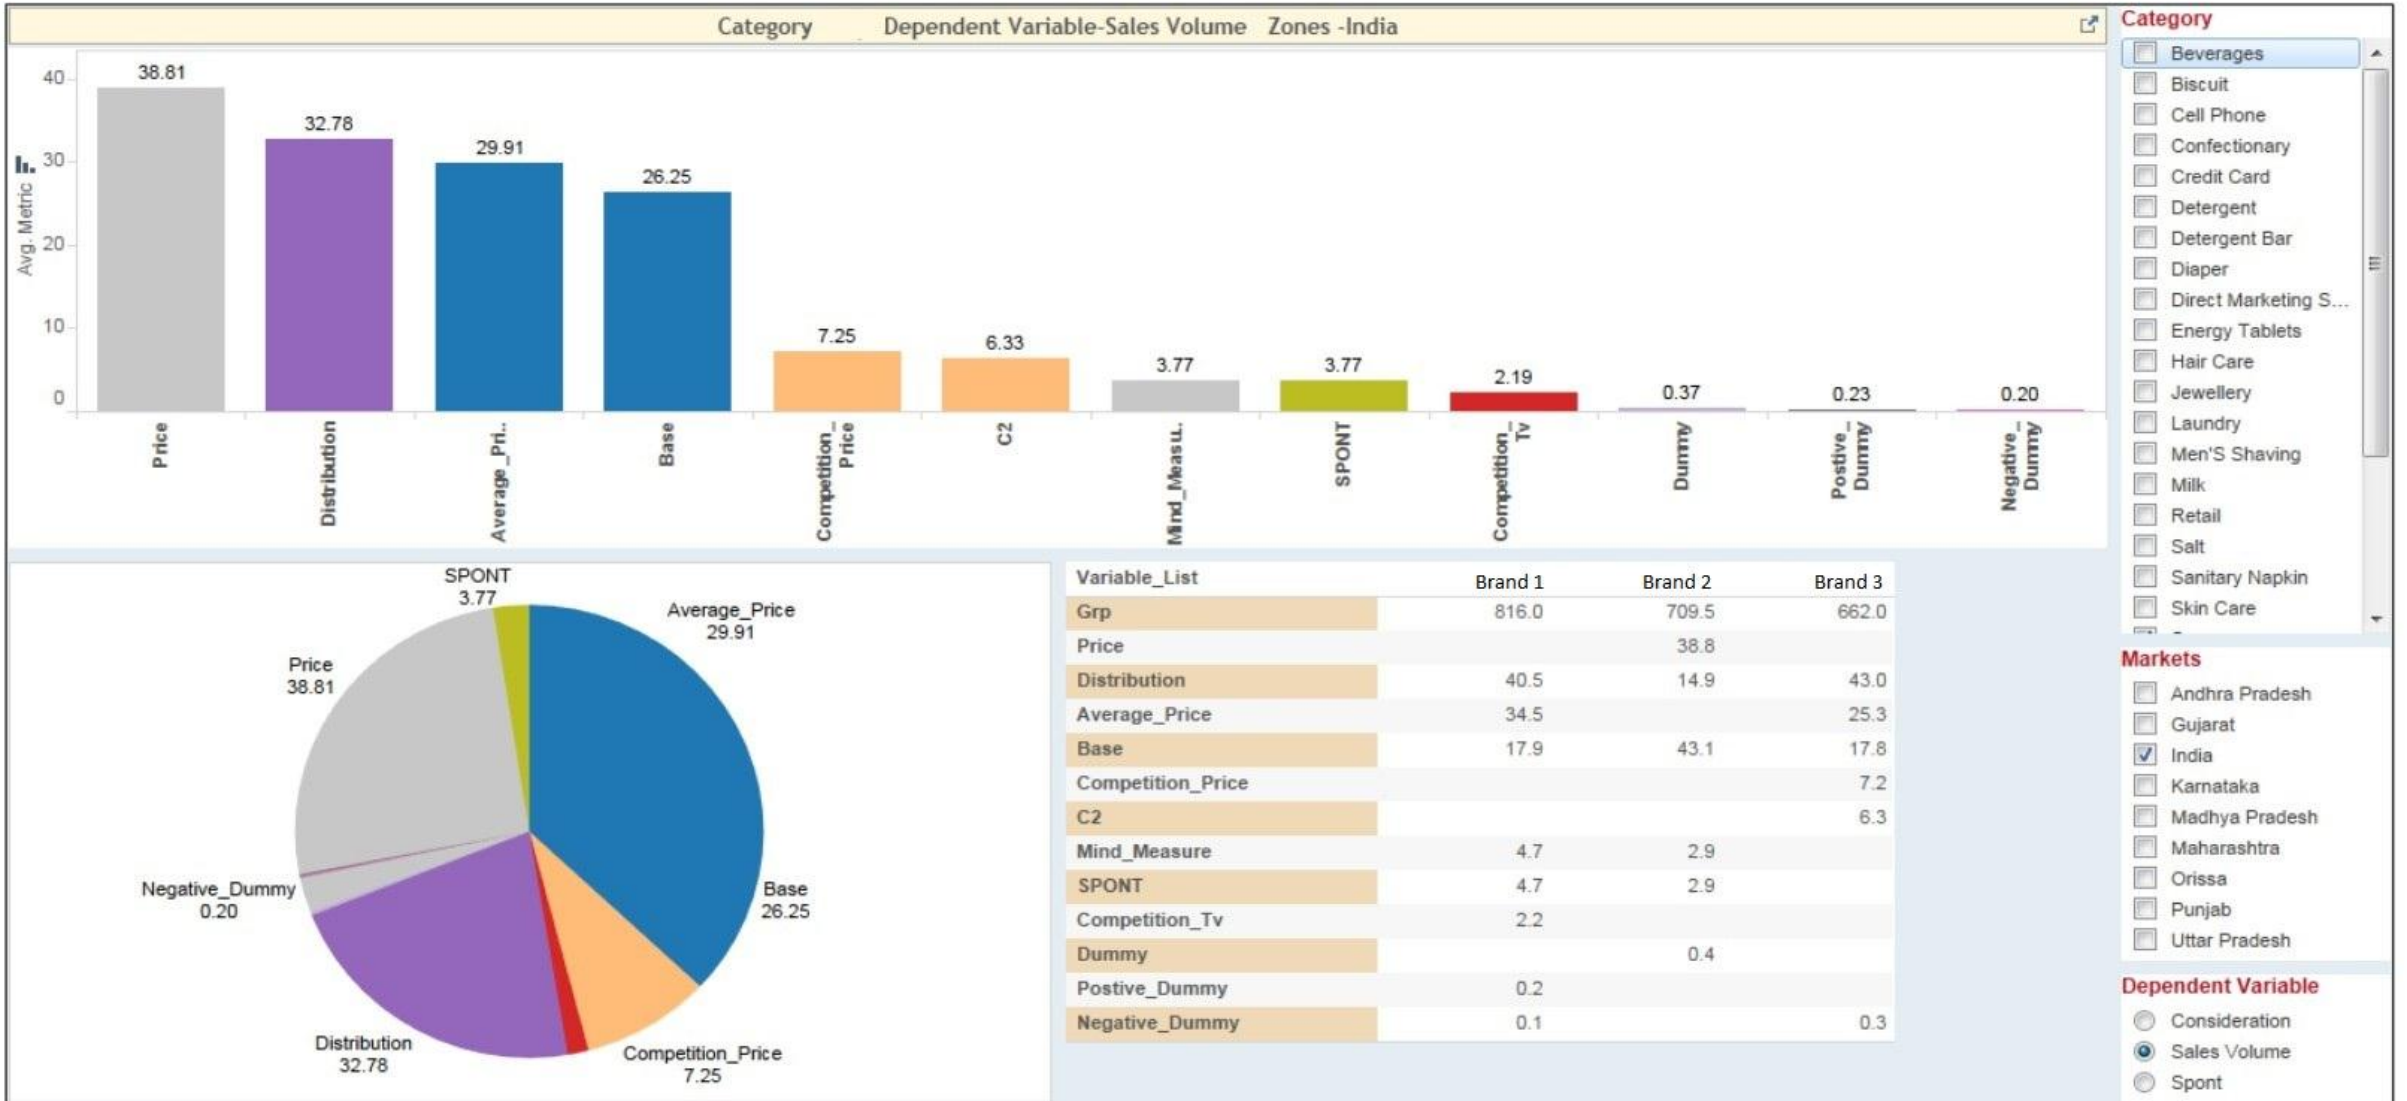 Category Dependent Variable-Sales Volume Zones -India
Avg. Metric
40
30
20
10
0
38.81
32.78
29.91
26.25
7.25
6.33
3.77
3.77
2.19
0.37
0.23
0.20
Price
Distribution
Average_Pri..
Base
Competition_
Price
C2
Mind_Measu..
SPONT
Competition_
Tv
Dummy
Postive_
Dummy
Negative_
Dummy
SPONT
3.77
Average_Price
29.91
Price
38.81
Negative_Dummy
0.20
Base
26.25
Distribution
32.78
Competition_Price
7.25
Variable_List Brand 1 Brand 2 Brand 3
Grp 816.0 709.5 662.0
Price 38.8
Distribution 40.5 14.9 43.0
Average_Price 34.5 25.3
Base 17.9 43.1 17.8
Competition_Price 7.2
C2 6.3
Mind_Measure 4.7 2.9
SPONT 4.7 2.9
Competition_Tv 2.2
Dummy 0.4
Postive_Dummy 0.2
Negative_Dummy 0.1 0.3
Category
Beverages
Biscuit
Cell Phone
Confectionary
Credit Card
Detergent
Detergent Bar
Diaper
Direct Marketing S...
Energy Tablets
Hair Care
Jewellery
Laundry
Men'S Shaving
Milk
Retail
Salt
Sanitary Napkin
Skin Care
Markets
Andhra Pradesh
Gujarat
India
Karnataka
Madhya Pradesh
Maharashtra
Orissa
Punjab
Uttar Pradesh
Dependent Variable
Consideration
Sales Volume
Spont